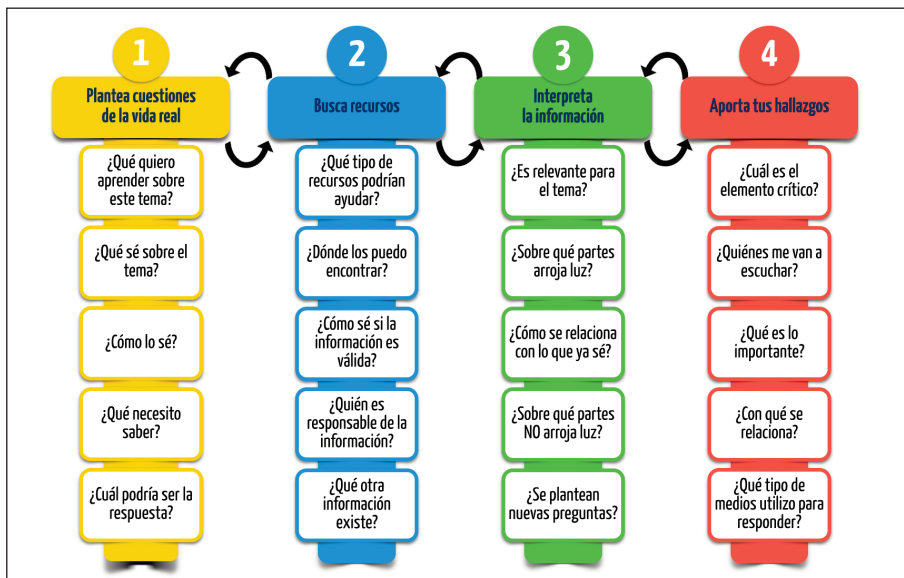 1
Plantea cuestiones
de la vida real
¿Qué quiero
aprender sobre
este tema?
¿Qué sé sobre el
tema?
¿Cómo lo sé?
¿Qué necesito
saber?
¿Cuál podría ser la
respuesta?
2
Busca recursos
¿Qué tipo de
recursos podrían
ayudar?
¿Dónde los puedo
encontrar?
¿Cómo sé si la
información es
válida?
¿Quién es
responsable de la
información?
¿Qué otra
información
existe?
3
Interpreta
la información
¿Es relevante para
el tema?
¿Sobre qué partes
arroja luz?
¿Cómo se relaciona
con lo que ya sé?
¿Sobre qué partes
NO arroja luz?
¿Se plantean
nuevas preguntas?
4
Aporta tus hallazgos
¿Cuál es el
elemento crítico?
¿Quiénes me van a
escuchar?
¿Qué es lo
importante?
¿Con qué se
relaciona?
¿Qué tipo de
medios utilizo para
responder?